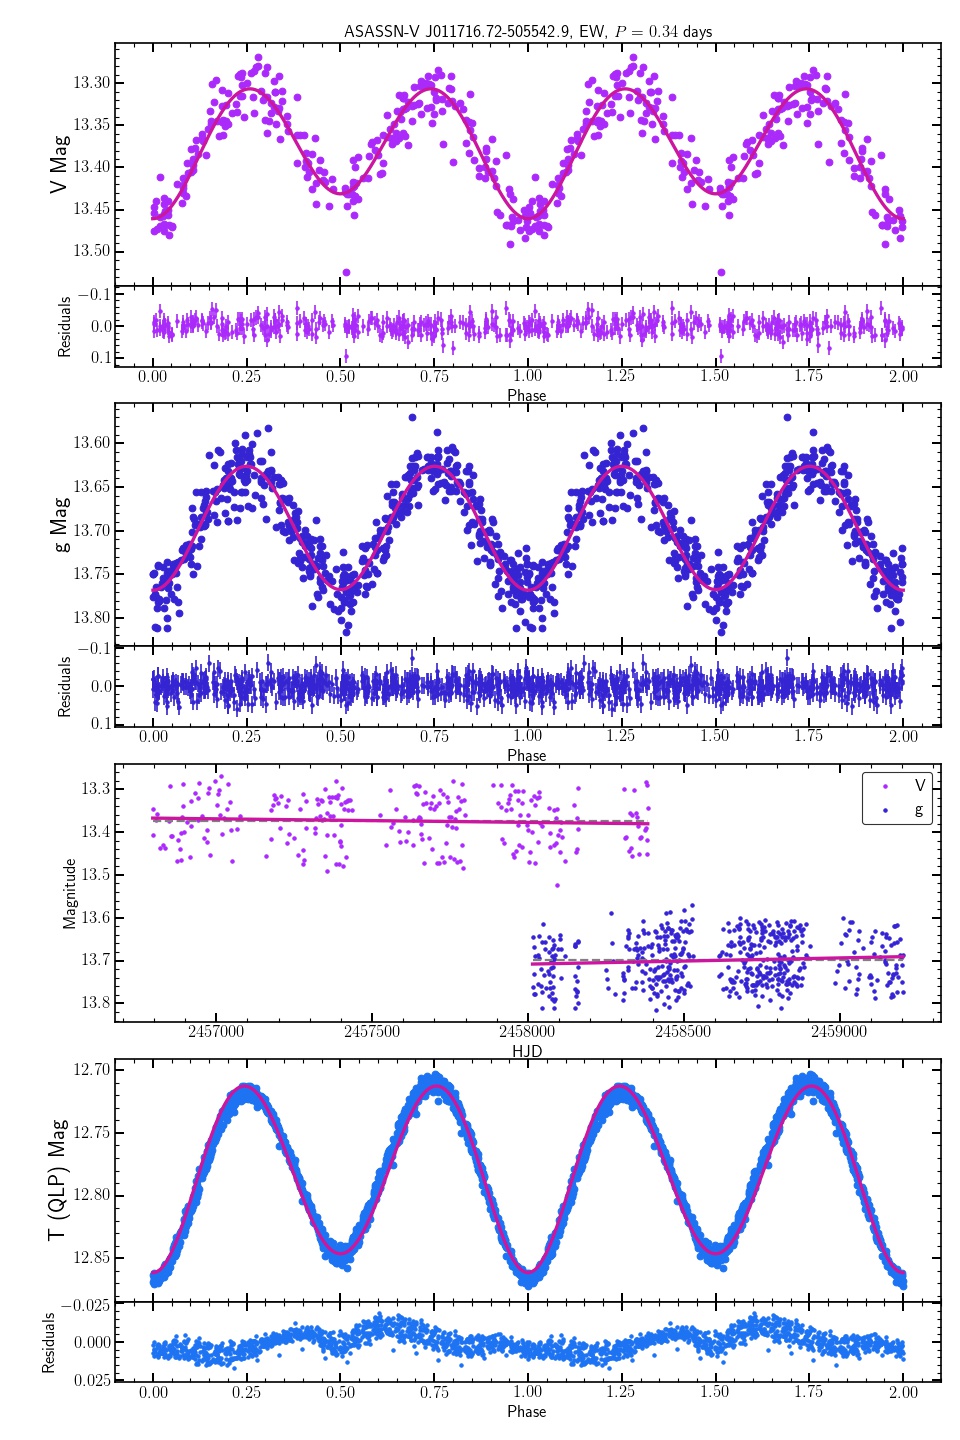 ASASSN-V J011716.72-505542.9, EW, P = 0.34 days
V Mag
13.30
13.35
13.40
13.45
13.50
Residuals
−0.1
0.0
0.1
0.00 0.25 0.50 0.75 1.00 1.25 1.50 1.75 2.00
Phase
g Mag
13.60
13.65
13.70
13.75
13.80
Residuals
−0.1
0.0
0.1
0.00 0.25 0.50 0.75 1.00 1.25 1.50 1.75 2.00
Phase
Magnitude
13.3
13.4
13.5
13.6
13.7
13.8
V
g
2457000 2457500 2458000 2458500 2459000
HJD
T (QLP) Mag
12.70
12.75
12.80
12.85
Residuals
−0.025
0.000
0.025
0.00 0.25 0.50 0.75 1.00 1.25 1.50 1.75 2.00
Phase